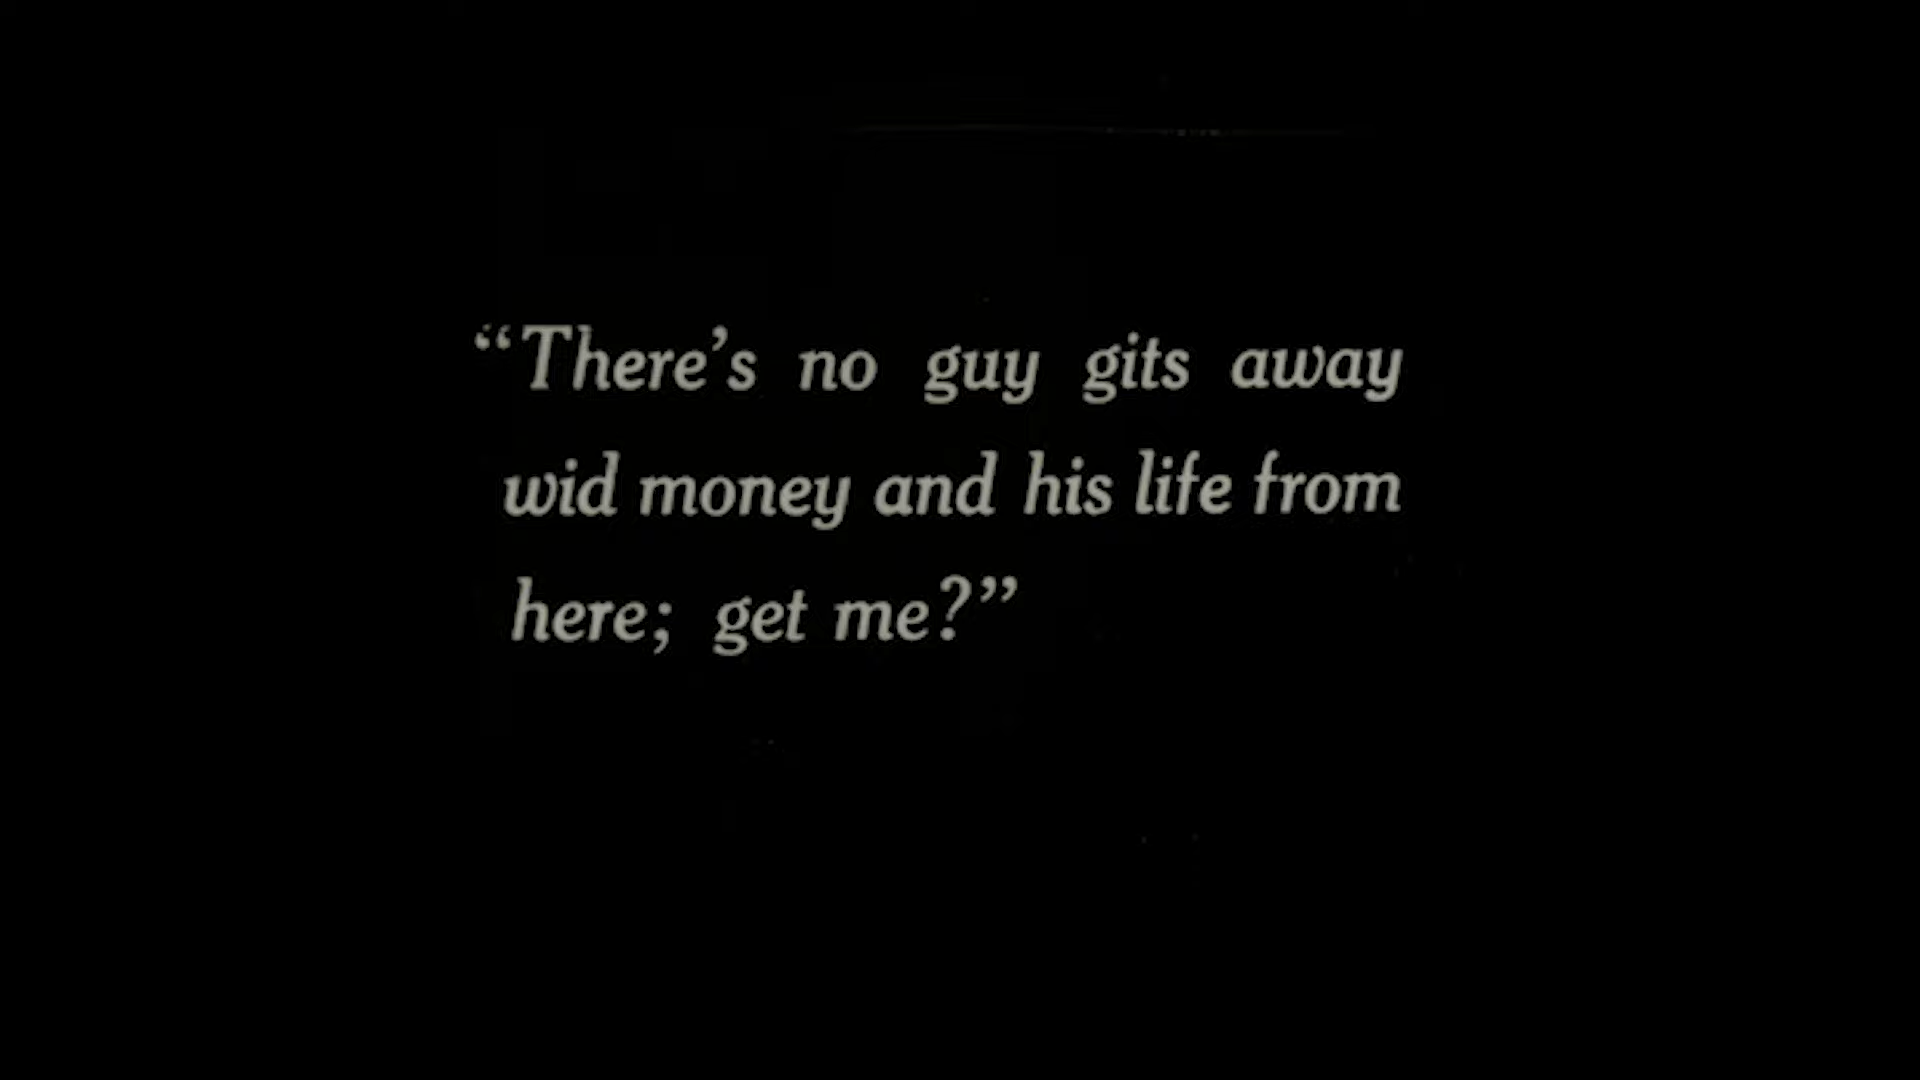 “There’s no guy gits away
wid money and his life from
here; get me?”